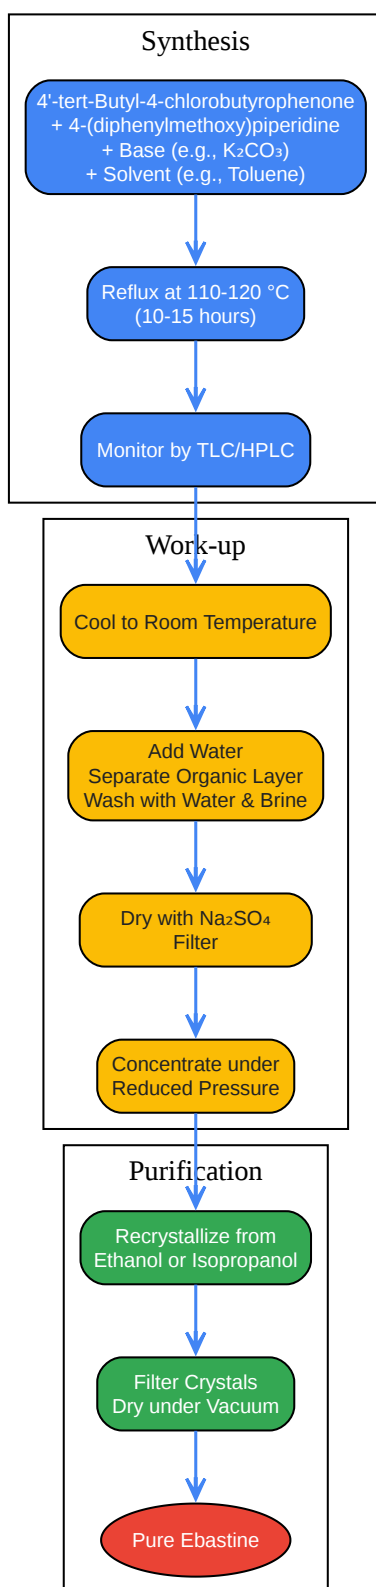 Synthesis
4'-tert-Butyl-4-chlorobutyrophenone
+ 4-(diphenylmethoxy)piperidine
+ Base (e.g., K₂CO₃)
+ Solvent (e.g., Toluene)
Reflux at 110-120 °C
(10-15 hours)
Monitor by TLC/HPLC
Work-up
Cool to Room Temperature
Add Water
Separate Organic Layer
Wash with Water & Brine
Dry with Na₂SO₄
Filter
Concentrate under
Reduced Pressure
Purification
Recrystallize from
Ethanol or Isopropanol
Filter Crystals
Dry under Vacuum
Pure Ebastine